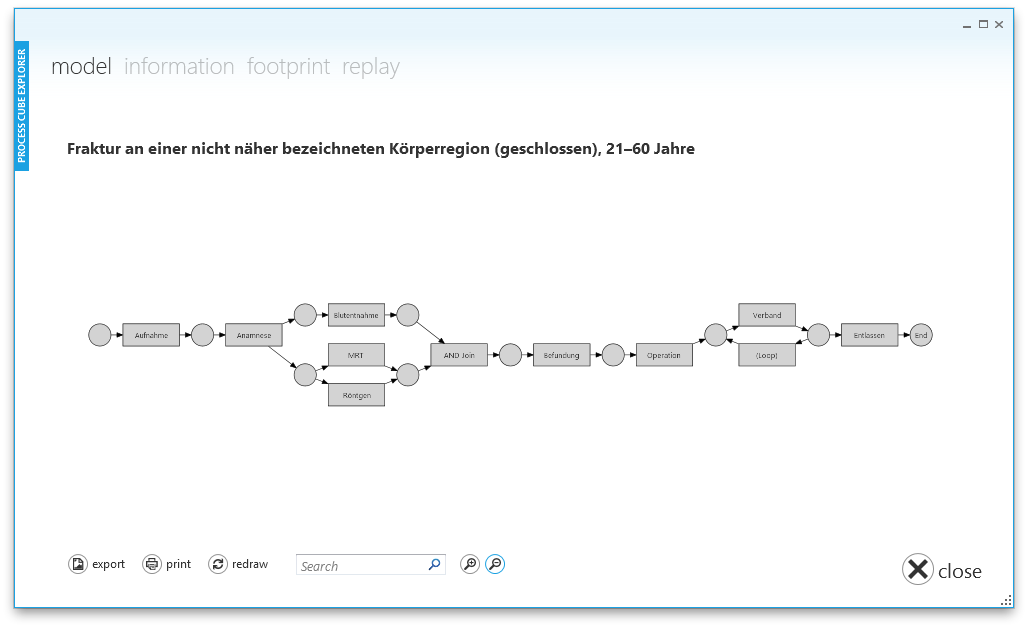 PROCESS CUBE EXPLORER
model information footprint replay
Fraktur an einer nicht näher bezeichneten Körperregion (geschlossen), 21–60 Jahre
Blutentnahme
Verband
Aufnahme
Anamnese
Entlassen
End
MRT
AND Join
Befundung
Operation
(Loop)
Röntgen
export
print
redraw
Search
close